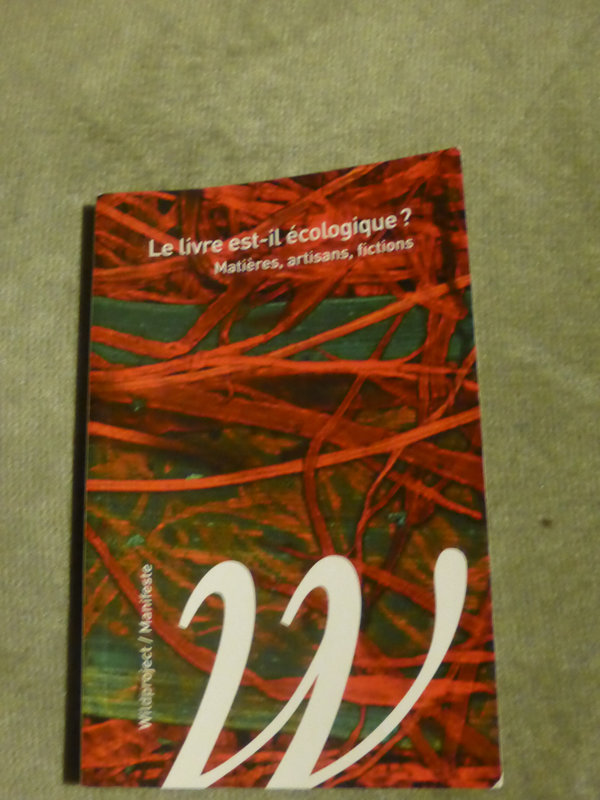 Le livre est-il écologique ?
Matières, artisans, fictions
Wildproject / Manifeste
W